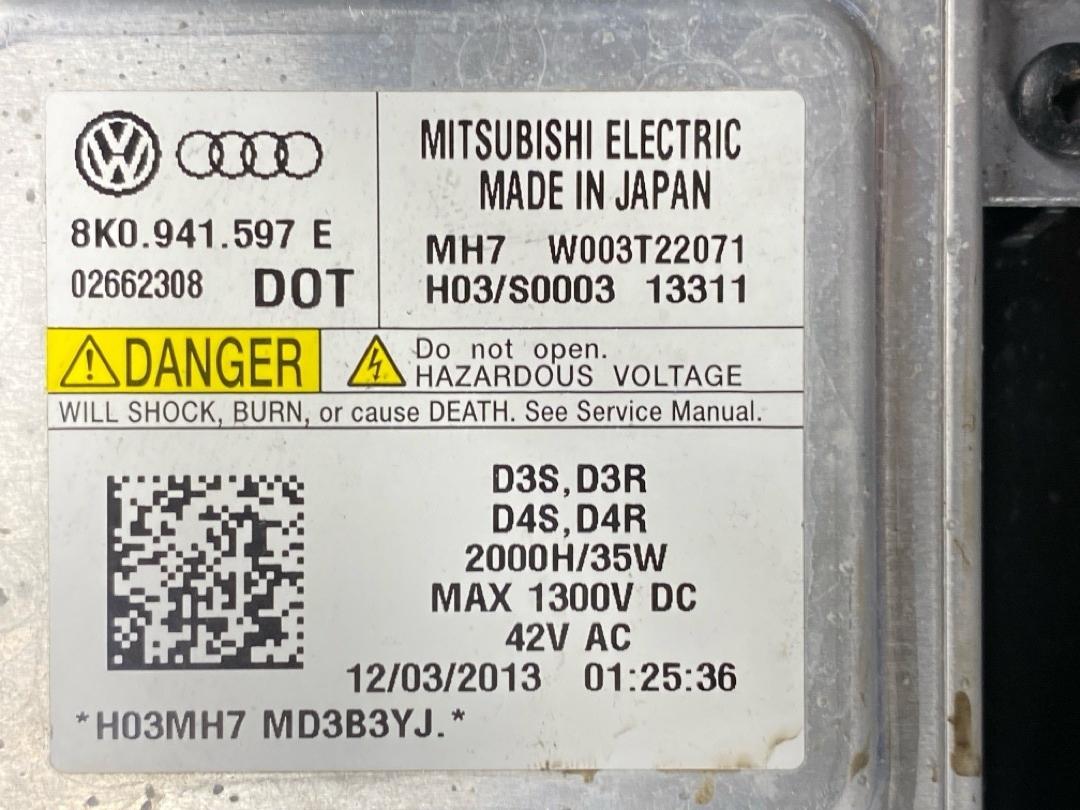 8K0.941.597 E
02662308 DOT
MITSUBISHI ELECTRIC
MADE IN JAPAN
MH7 W003T22071
H03/S0003 13311
DANGER
Do not open.
HAZARDOUS VOLTAGE
WILL SHOCK, BURN, or cause DEATH. See Service Manual.
D3S,D3R
D4S,D4R
2000H/35W
MAX 1300V DC
42V AC
12/03/2013 01:25:36
*H03MH7 MD3B3YJ.*